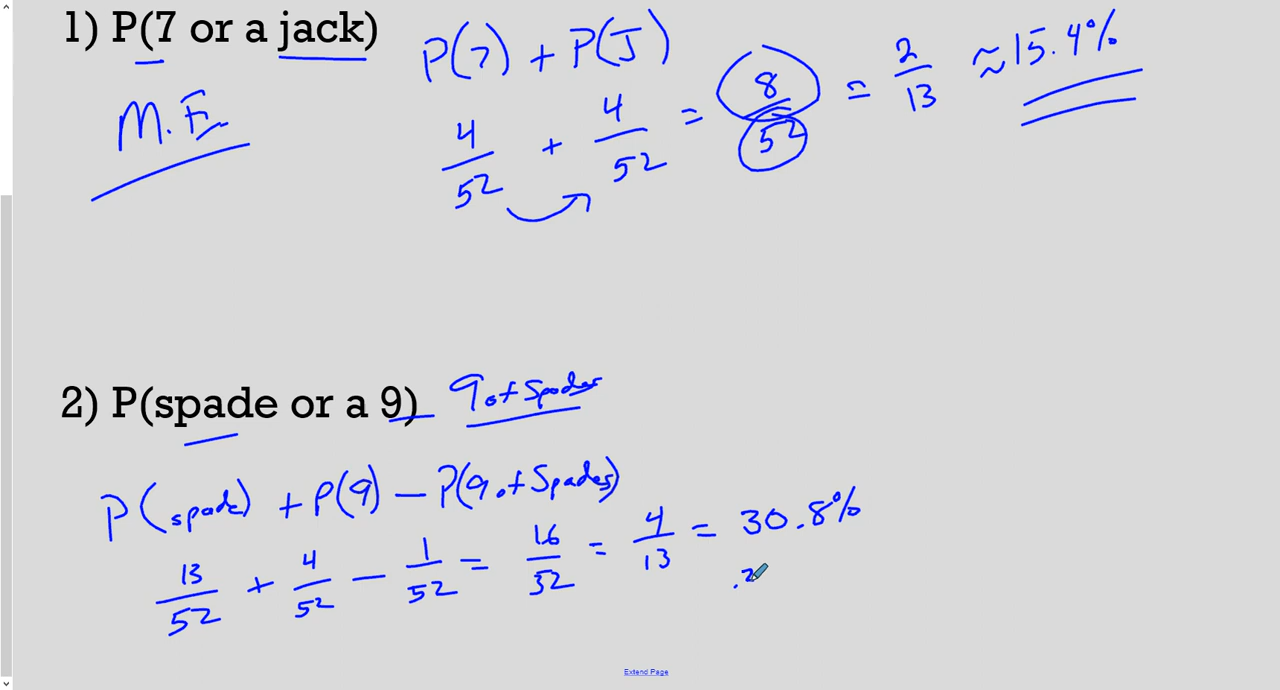 1) P(7 or a jack)
P(7) + P(J)
M.E.
4/52 + 4/52 = 8/52 = 2/13 ≈ 15.4%
2) P(spade or a 9) 9 of Spades
P(spade) + P(9) − P(9 of Spades)
13/52 + 4/52 − 1/52 = 16/52 = 4/13 = 30.8%
Extend Page